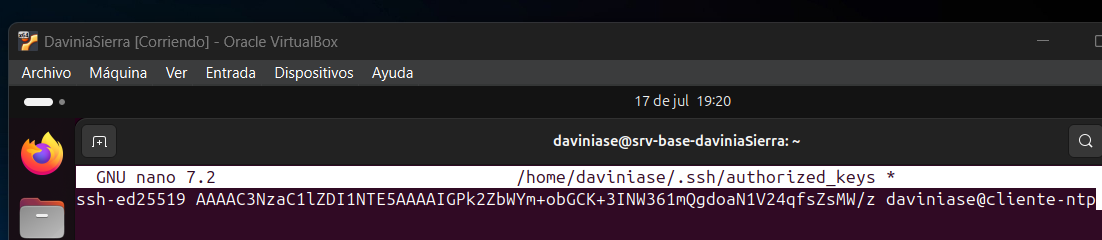 DaviniaSierra [Corriendo] - Oracle VirtualBox
Archivo Máquina Ver Entrada Dispositivos Ayuda
17 de jul 19:20
daviniase@srv-base-daviniaSierra: ~
GNU nano 7.2 /home/daviniase/.ssh/authorized_keys *
ssh-ed25519 AAAAC3NzaC1lZDI1NTE5AAAAIGPk2ZbWYm+obGCK+3INW361mQgdoaN1V24qfsZsMW/z daviniase@cliente-ntp